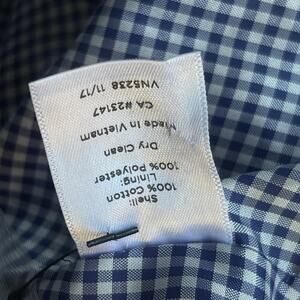 Shell:
100% Cotton
Lining:
100% Polyester
Dry Clean
Made in Vietnam
CA #23147
VN5238 11/17